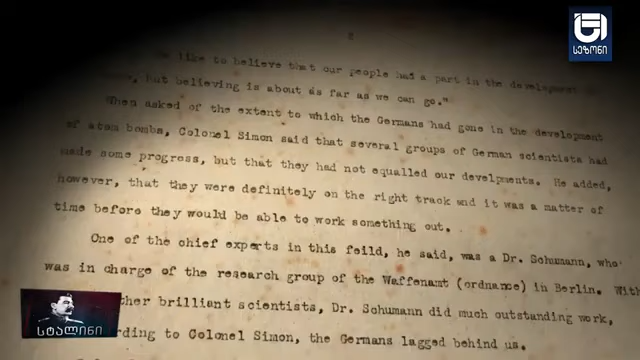 2
like to believe that our people had a part in the development
, but believing is about as far as we can go."
When asked of the extent to which the Germans had gone in the development
of atom bombs, Colonel Simon said that several groups of German scientists had
made some progress, but that they had not equalled our develpments. He added,
however, that they were definitely on the right track and it was a matter of
time before they would be able to work something out.
One of the chief experts in this feild, he said, was a Dr. Schumann, who
was in charge of the research group of the Waffenamt (ordnance) in Berlin. With
ther brilliant scientists, Dr. Schumann did much outstanding work,
rding to Colonel Simon, the Germans lagged behind us.
სეზონი
სტალინი